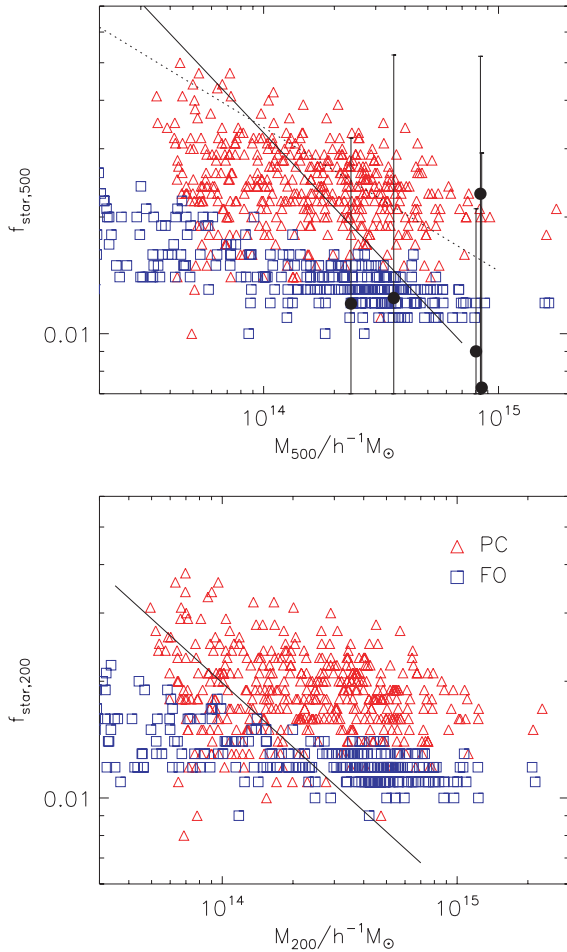 f_star,500
0.01
10^14 10^15
M_500/h^-1M_⊙
PC
FO
f_star,200
0.01
10^14 10^15
M_200/h^-1M_⊙